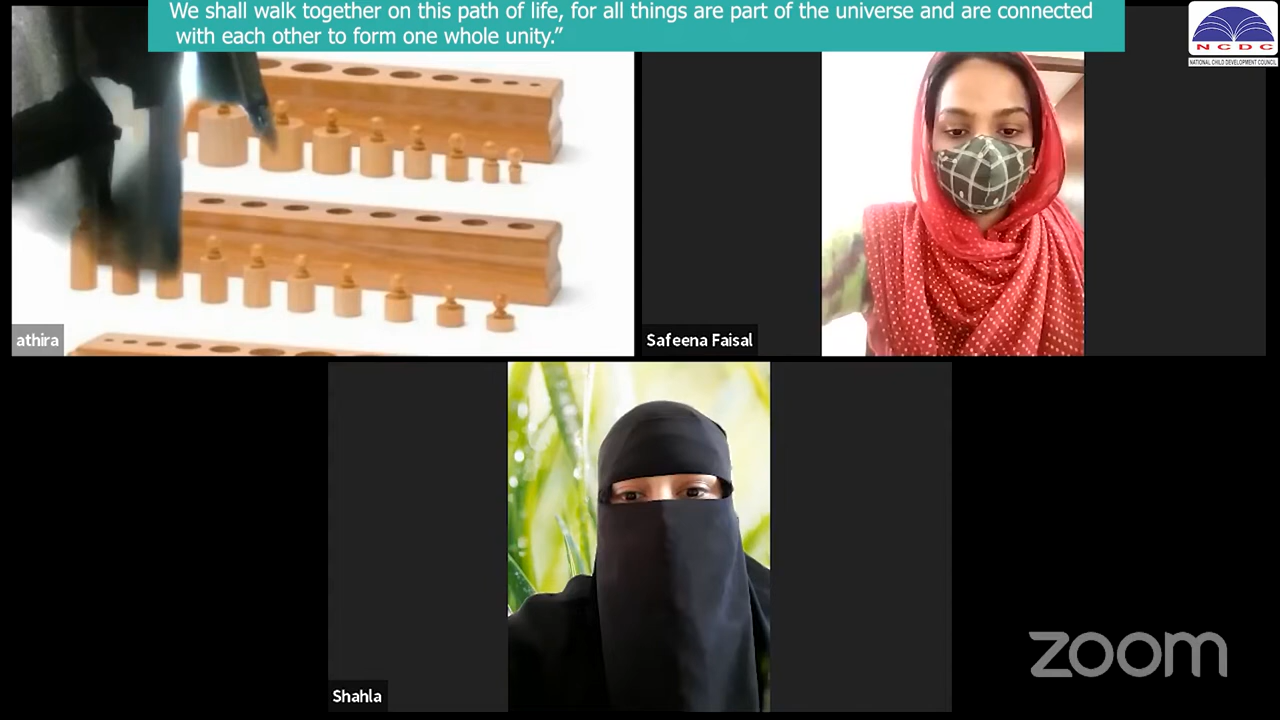 We shall walk together on this path of life, for all things are part of the universe and are connected
with each other to form one whole unity.”
NCDC
NATIONAL CHILD DEVELOPMENT COUNCIL
athira
Safeena Faisal
Shahla
zoom